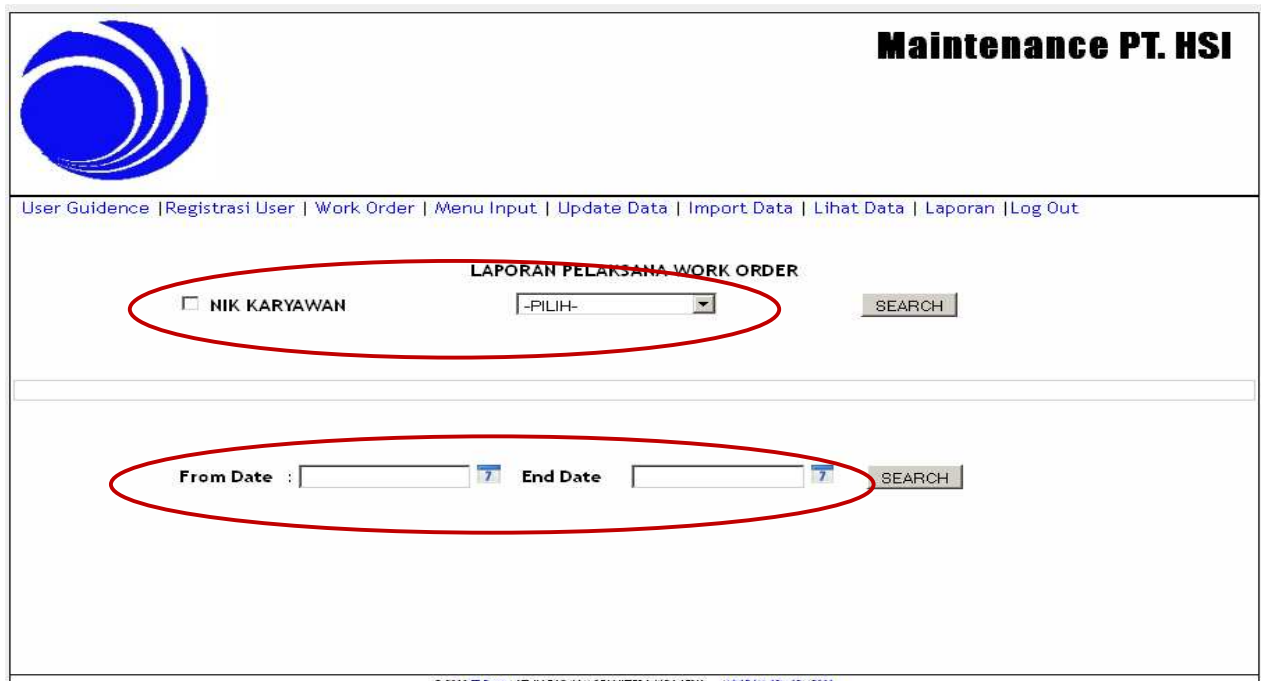 Maintenance PT. HSI
User Guidence |Registrasi User | Work Order | Menu Input | Update Data | Import Data | Lihat Data | Laporan |Log Out
LAPORAN PELAKSANA WORK ORDER
NIK KARYAWAN -PILIH- SEARCH
From Date : 7 End Date 7 SEARCH